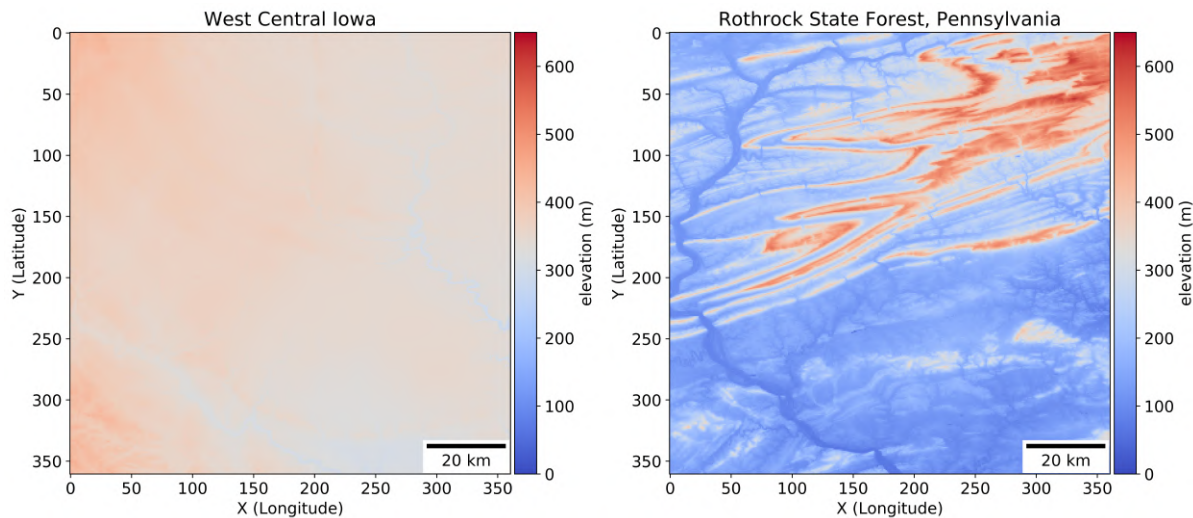 West Central Iowa
0
50
100
150
200
250
300
350
Y (Latitude)
0 50 100 150 200 250 300 350
X (Longitude)
20 km
600
500
400
300
200
100
0
elevation (m)
Rothrock State Forest, Pennsylvania
0
50
100
150
200
250
300
350
Y (Latitude)
0 50 100 150 200 250 300 350
X (Longitude)
20 km
600
500
400
300
200
100
0
elevation (m)